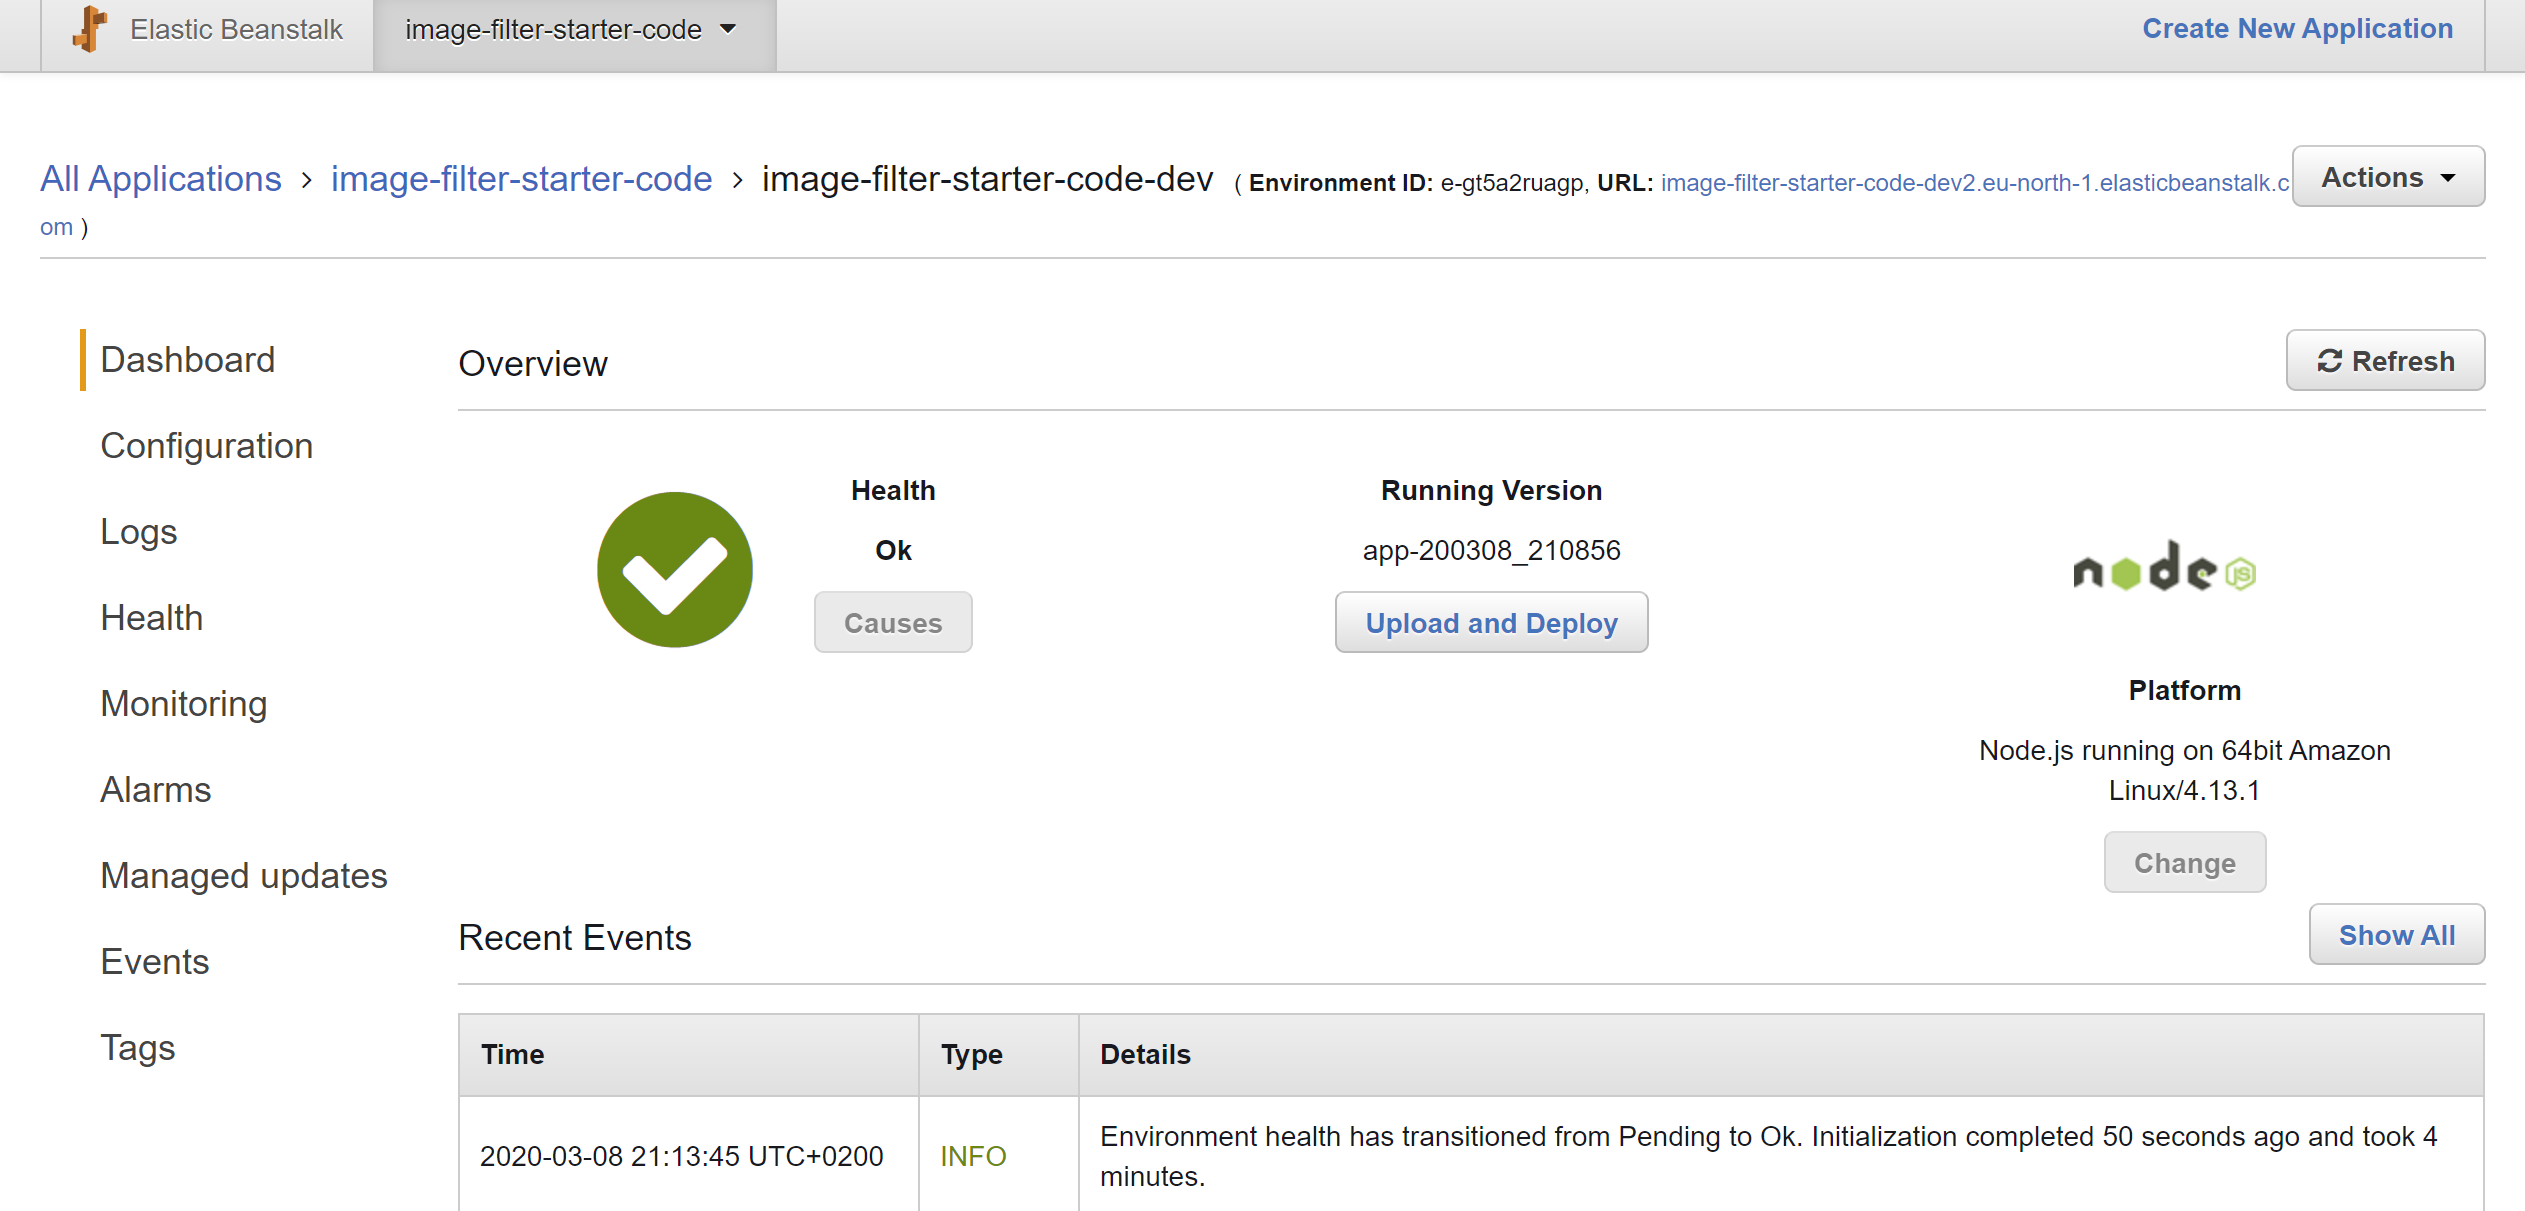 Elastic Beanstalk image-filter-starter-code Create New Application
All Applications › image-filter-starter-code › image-filter-starter-code-dev ( Environment ID: e-gt5a2ruagp, URL: image-filter-starter-code-dev2.eu-north-1.elasticbeanstalk.c
om )
Actions
Dashboard
Configuration
Logs
Health
Monitoring
Alarms
Managed updates
Events
Tags
Overview
Refresh
Health
Ok
Causes
Running Version
app-200308_210856
Upload and Deploy
node JS
Platform
Node.js running on 64bit Amazon
Linux/4.13.1
Change
Recent Events
Show All
Time Type Details
2020-03-08 21:13:45 UTC+0200 INFO Environment health has transitioned from Pending to Ok. Initialization completed 50 seconds ago and took 4
minutes.